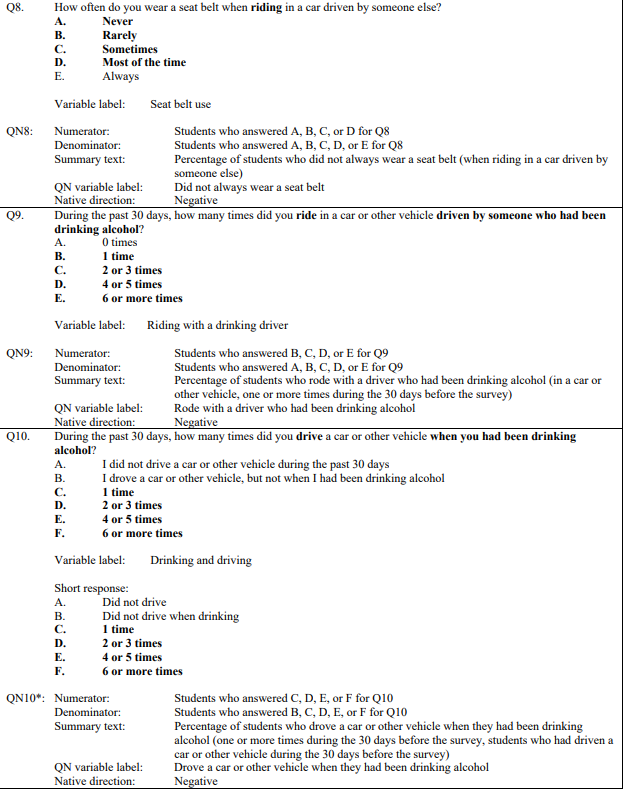 Q8. How often do you wear a seat belt when riding in a car driven by someone else?
A. Never
B. Rarely
C. Sometimes
D. Most of the time
E. Always
Variable label: Seat belt use
QN8: Numerator: Students who answered A, B, C, or D for Q8
Denominator: Students who answered A, B, C, D, or E for Q8
Summary text: Percentage of students who did not always wear a seat belt (when riding in a car driven by
someone else)
QN variable label: Did not always wear a seat belt
Native direction: Negative
Q9. During the past 30 days, how many times did you ride in a car or other vehicle driven by someone who had been
drinking alcohol?
A. 0 times
B. 1 time
C. 2 or 3 times
D. 4 or 5 times
E. 6 or more times
Variable label: Riding with a drinking driver
QN9: Numerator: Students who answered B, C, D, or E for Q9
Denominator: Students who answered A, B, C, D, or E for Q9
Summary text: Percentage of students who rode with a driver who had been drinking alcohol (in a car or
other vehicle, one or more times during the 30 days before the survey)
QN variable label: Rode with a driver who had been drinking alcohol
Native direction: Negative
Q10. During the past 30 days, how many times did you drive a car or other vehicle when you had been drinking
alcohol?
A. I did not drive a car or other vehicle during the past 30 days
B. I drove a car or other vehicle, but not when I had been drinking alcohol
C. 1 time
D. 2 or 3 times
E. 4 or 5 times
F. 6 or more times
Variable label: Drinking and driving
Short response:
A. Did not drive
B. Did not drive when drinking
C. 1 time
D. 2 or 3 times
E. 4 or 5 times
F. 6 or more times
QN10*: Numerator: Students who answered C, D, E, or F for Q10
Denominator: Students who answered B, C, D, E, or F for Q10
Summary text: Percentage of students who drove a car or other vehicle when they had been drinking
alcohol (one or more times during the 30 days before the survey, students who had driven a
car or other vehicle during the 30 days before the survey)
QN variable label: Drove a car or other vehicle when they had been drinking alcohol
Native direction: Negative